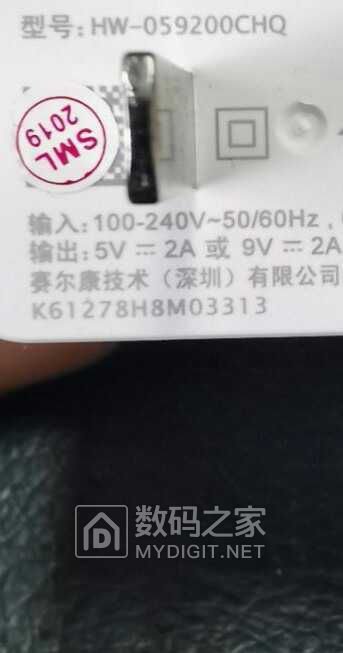 型号: HW-059200CHQ
SML
2019
输入: 100-240V~50/60Hz ,
输出: 5V ⎓ 2A 或 9V ⎓ 2A
赛尔康技术（深圳）有限公司
K61278H8M03313
数码之家
MYDIGIT.NET